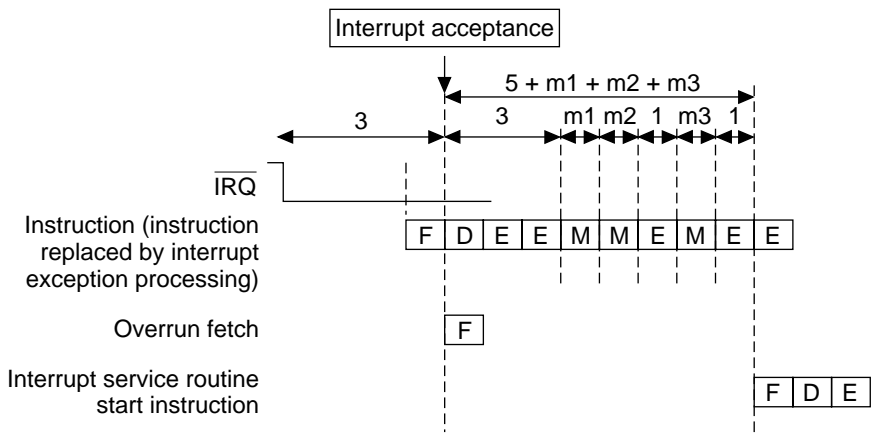 Interrupt acceptance
5 + m1 + m2 + m3
3 3 m1 m2 1 m3 1
IRQ
Instruction (instruction
replaced by interrupt
exception processing)
F D E E M M E M E E
Overrun fetch
F
Interrupt service routine
start instruction
F D E